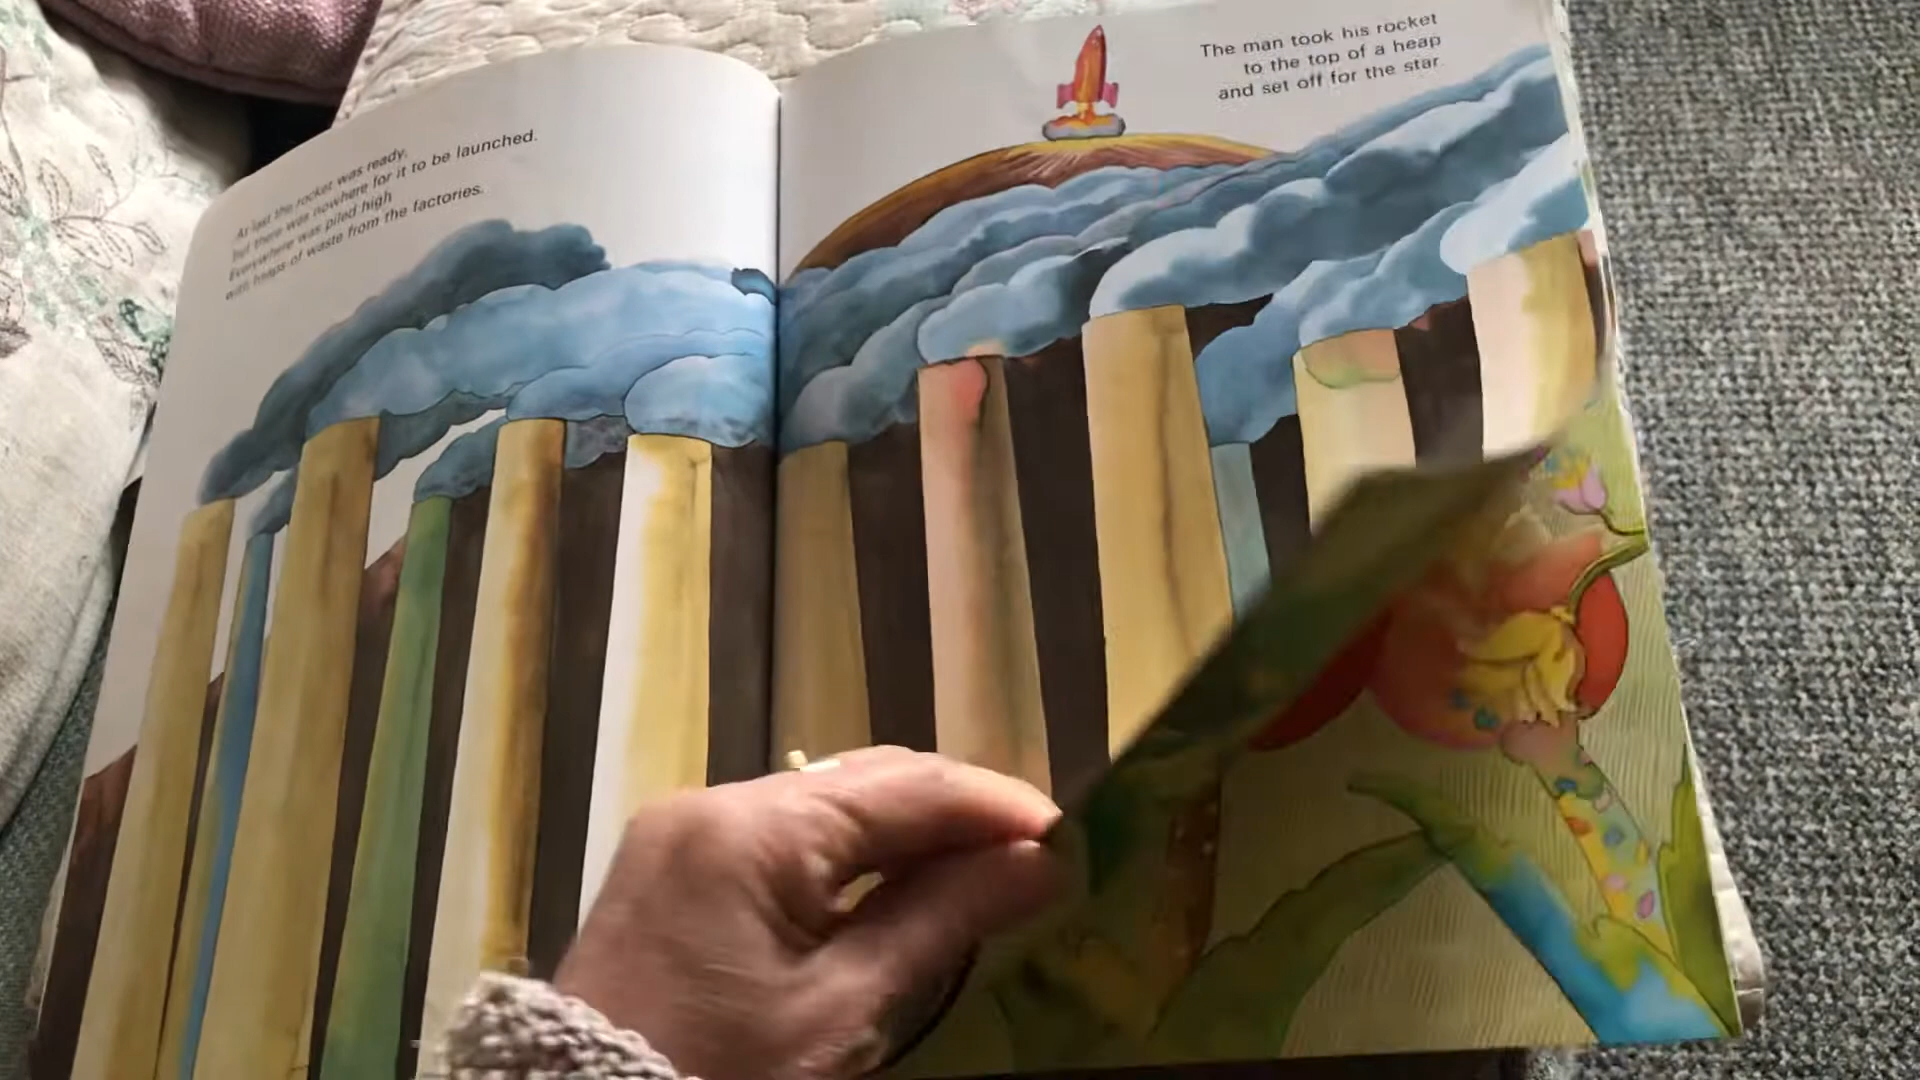 At last the rocket was ready,
but there was nowhere for it to be launched.
Everywhere was piled high
with heaps of waste from the factories.
The man took his rocket
to the top of a heap
and set off for the star.